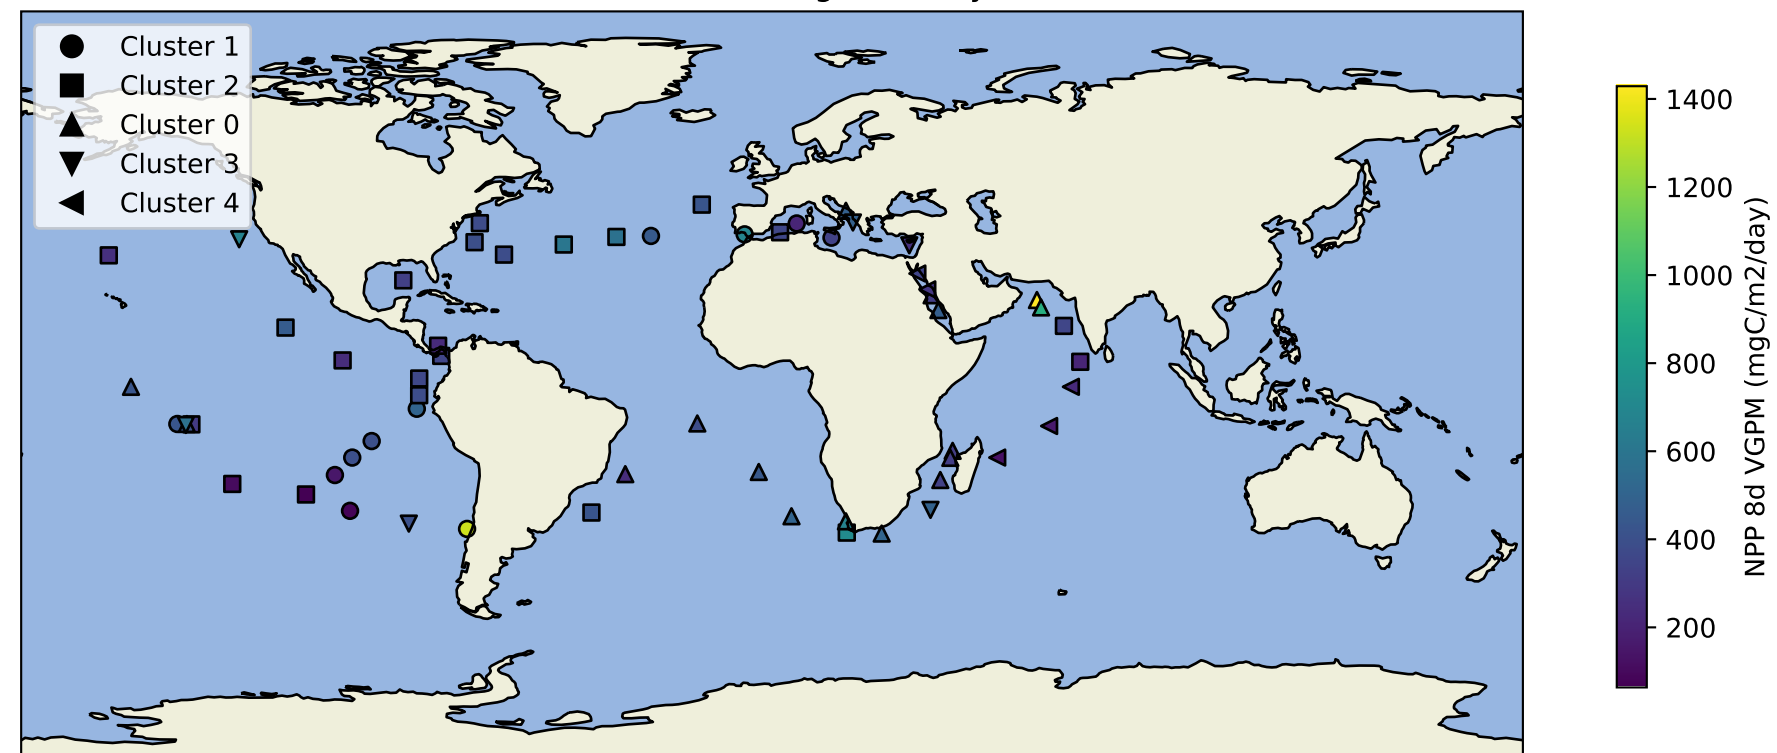 Cluster 1
Cluster 2
Cluster 0
Cluster 3
Cluster 4
1400
1200
1000
800
600
400
200
NPP 8d VGPM (mgC/m2/day)